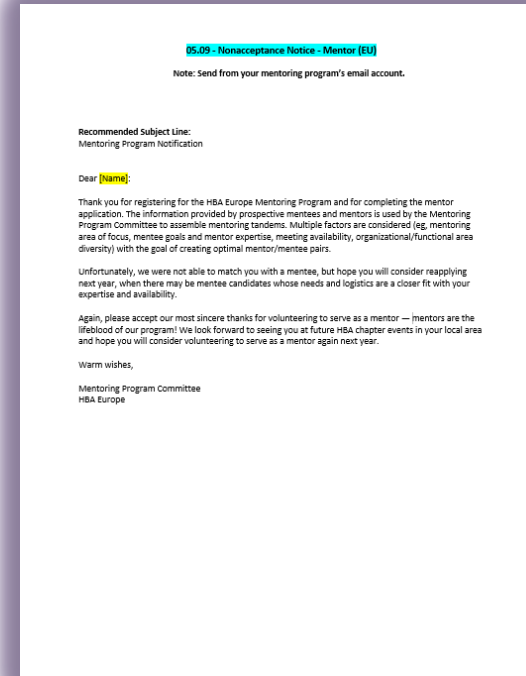 05.09 - Nonacceptance Notice - Mentor (EU)
Note: Send from your mentoring program's email account.
Recommended Subject Line:
Mentoring Program Notification
Dear [Name]:
Thank you for registering for the HBA Europe Mentoring Program and for completing the mentor
application. The information provided by prospective mentees and mentors is used by the Mentoring
Program Committee to assemble mentoring tandems. Multiple factors are considered (eg, mentoring
area of focus, mentee goals and mentor expertise, meeting availability, organizational/functional area
diversity) with the goal of creating optimal mentor/mentee pairs.
Unfortunately, we were not able to match you with a mentee, but hope you will consider reapplying
next year, when there may be mentee candidates whose needs and logistics are a closer fit with your
expertise and availability.
Again, please accept our most sincere thanks for volunteering to serve as a mentor — mentors are the
lifeblood of our program! We look forward to seeing you at future HBA chapter events in your local area
and hope you will consider volunteering to serve as a mentor again next year.
Warm wishes,
Mentoring Program Committee
HBA Europe